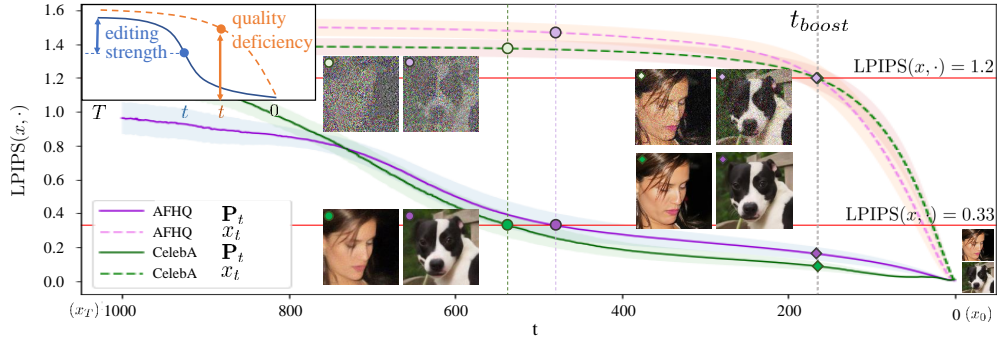 1.6
1.4
1.2
1.0
0.8
0.6
0.4
0.2
0.0
LPIPS(x, ·)
editing
strength
quality
deficiency
T
t
t
0
t_boost
LPIPS(x, ·) = 1.2
LPIPS(x, ·) = 0.33
AFHQ P_t
AFHQ x_t
CelebA P_t
CelebA x_t
(x_T) 1000
800
600
400
200
0 (x_0)
t